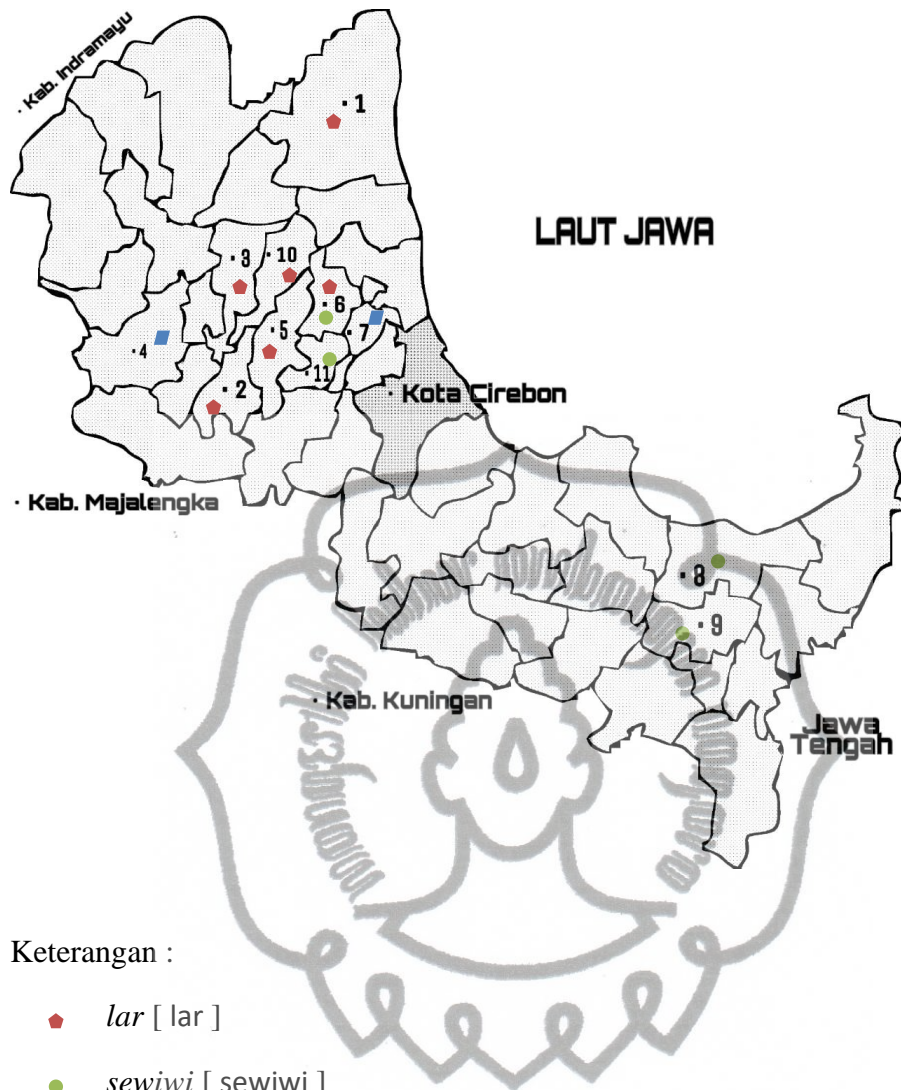 · Kab. Indramayu
· 1
LAUT JAWA
· 3
· 10
· 6
· 5
· 7
· 4
· 11
· 2
· Kota Cirebon
· Kab. Majalengka
· 8
· 9
· Kab. Kuningan
Jawa
Tengah
Keterangan :
lar [ lar ]
sewiwi [ sewiwi ]